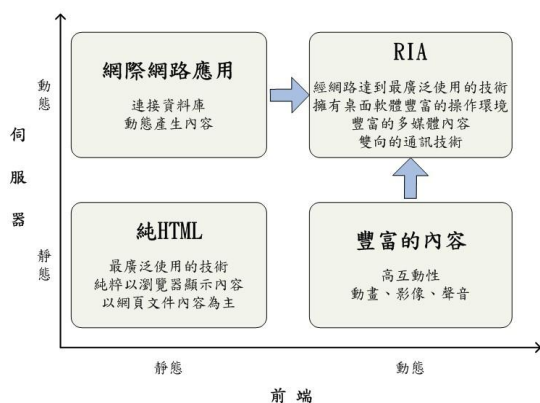 網際網路應用
連接資料庫
動態產生內容
RIA
經網路達到最廣泛使用的技術
擁有桌面軟體豐富的操作環境
豐富的多媒體內容
雙向的通訊技術
動態
伺服器
靜態
純HTML
最廣泛使用的技術
純粹以瀏覽器顯示內容
以網頁文件內容為主
豐富的內容
高互動性
動畫、影像、聲音
靜態
動態
前端